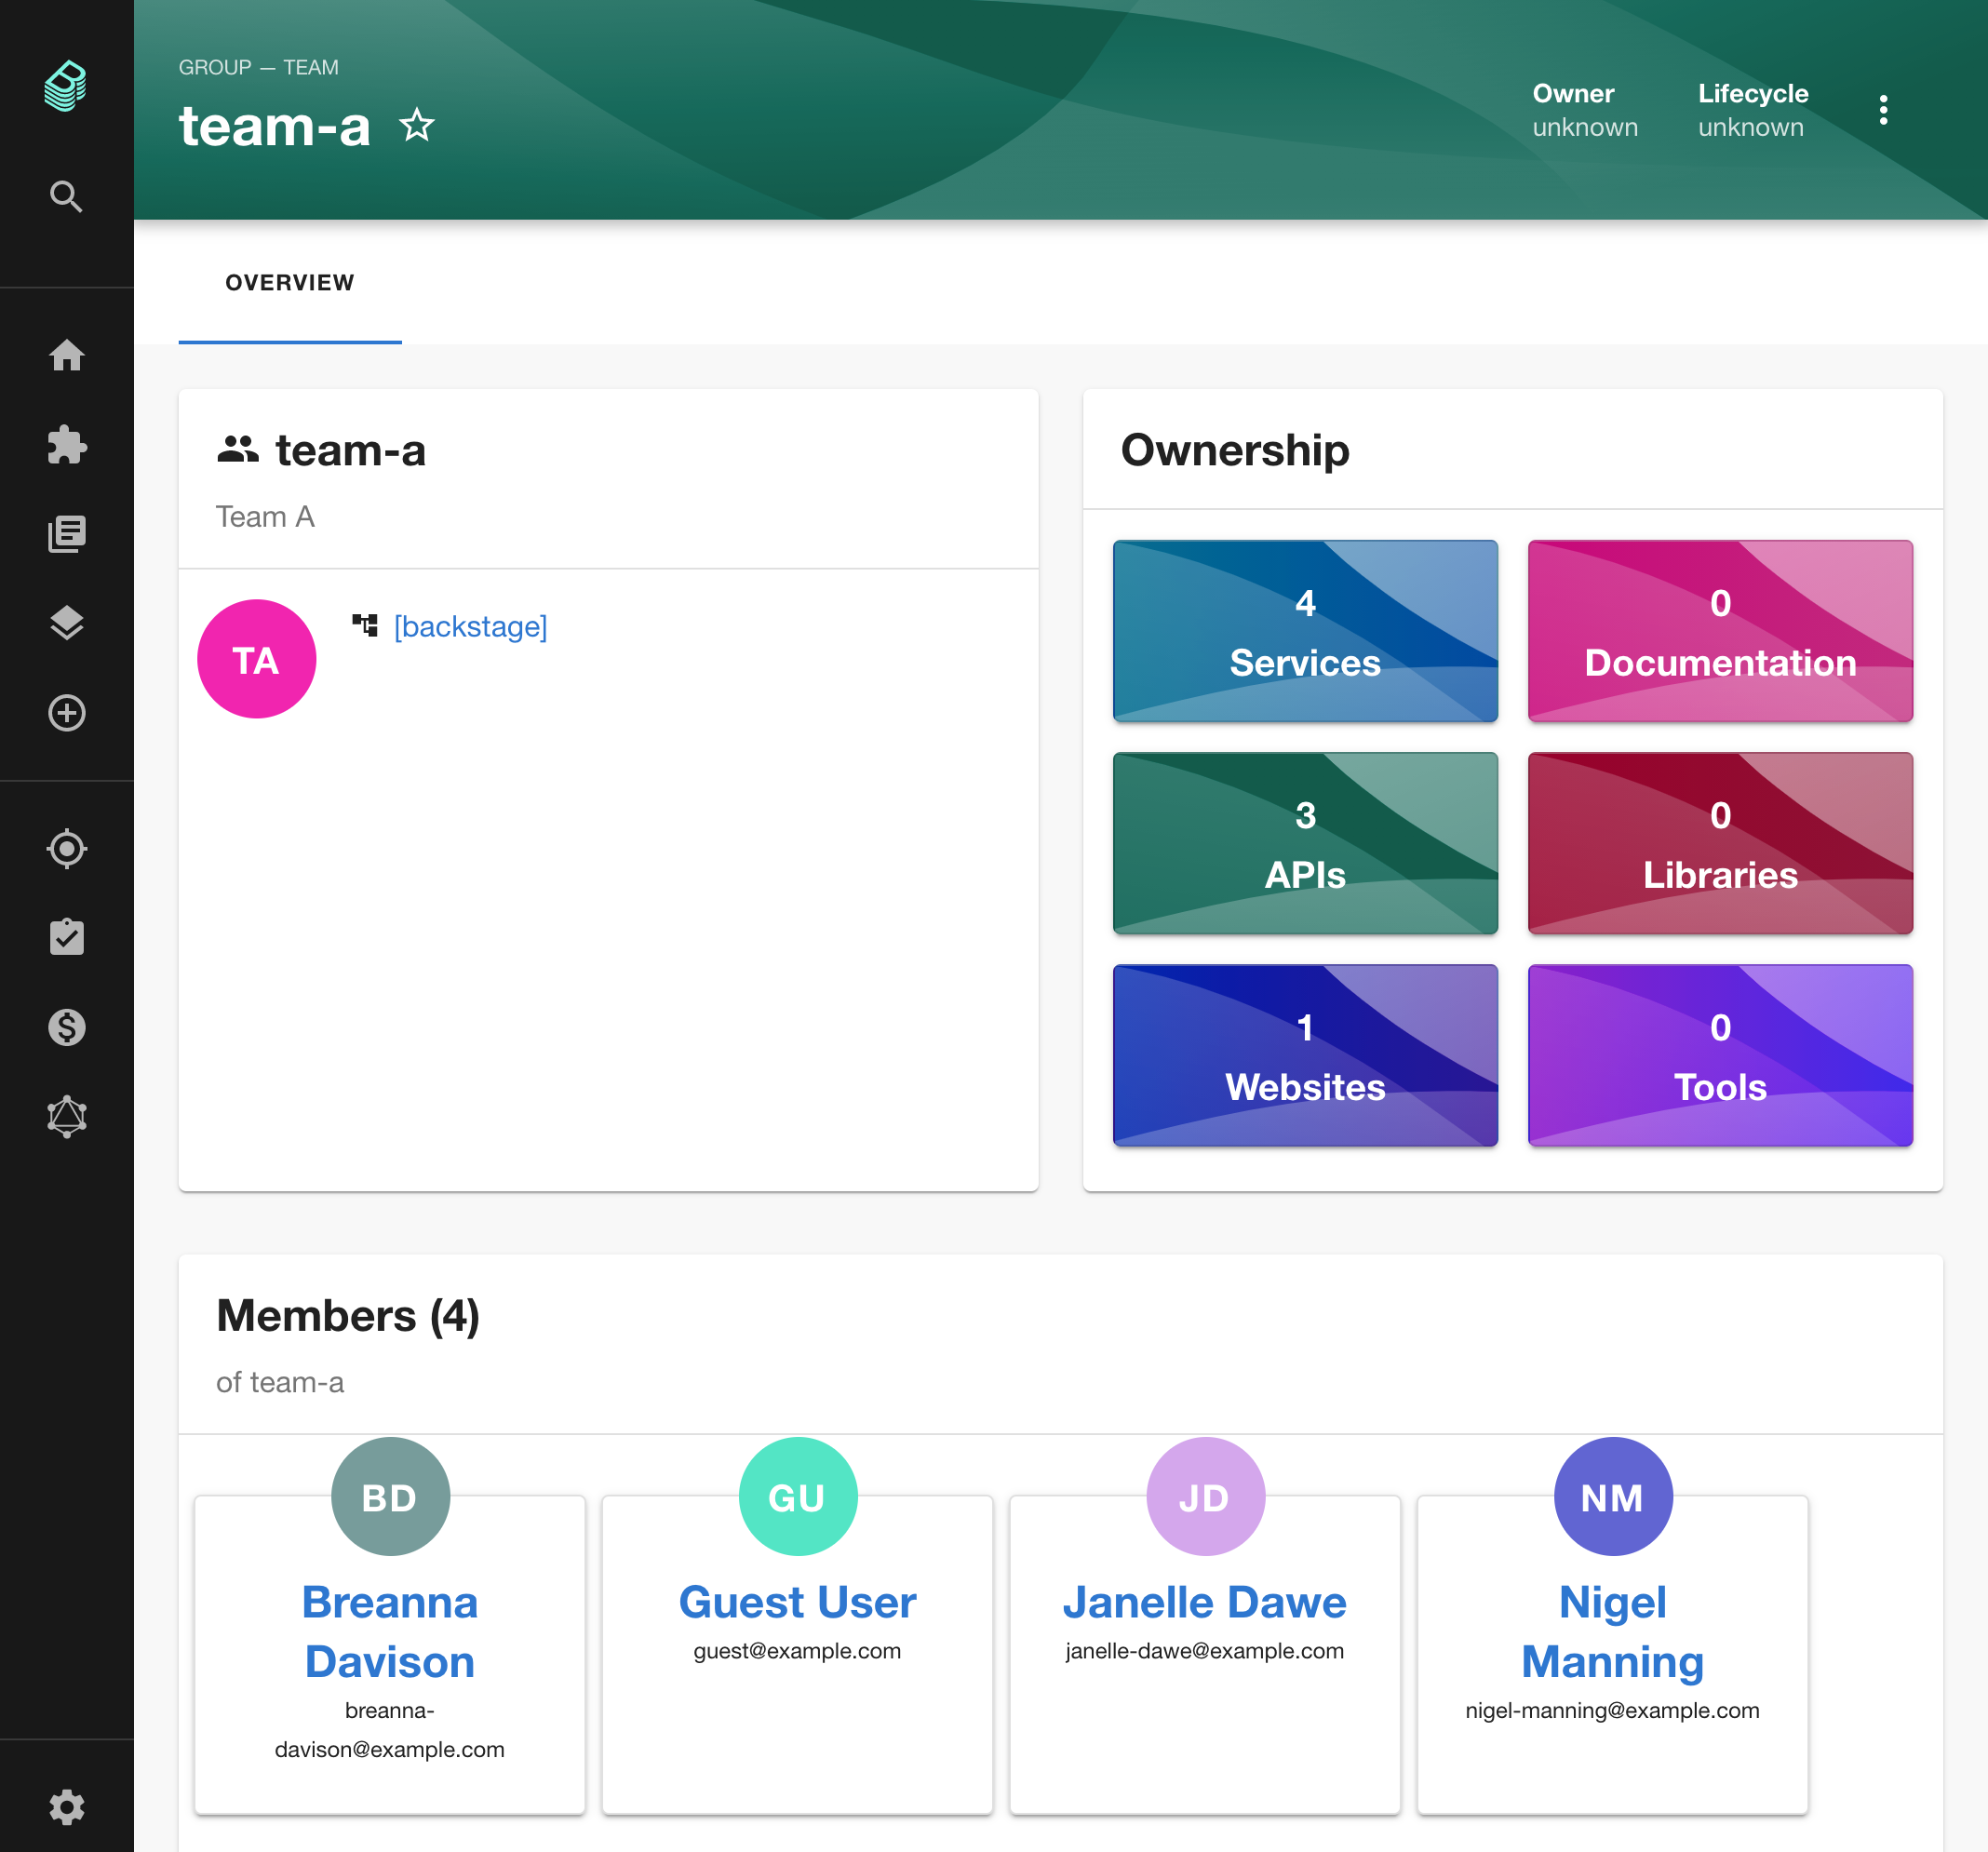 GROUP — TEAM
team-a
Owner
unknown
Lifecycle
unknown
OVERVIEW
team-a
Team A
TA
[backstage]
Ownership
4
Services
0
Documentation
3
APIs
0
Libraries
1
Websites
0
Tools
Members (4)
of team-a
BD
Breanna
Davison
breanna-
davison@example.com
GU
Guest User
guest@example.com
JD
Janelle Dawe
janelle-dawe@example.com
NM
Nigel
Manning
nigel-manning@example.com